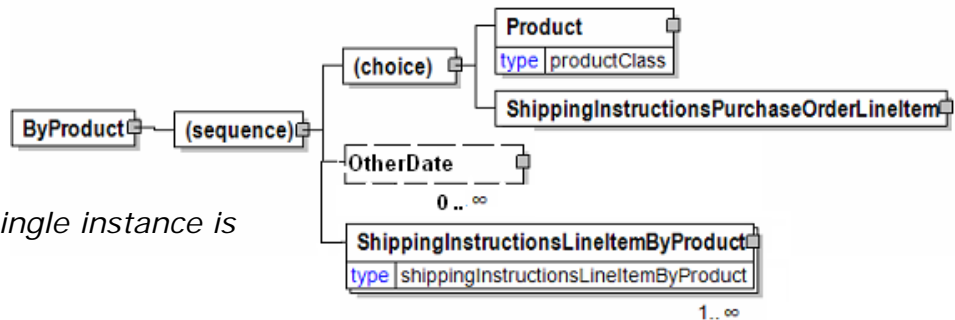 Product
type productClass
(choice)
ShippingInstructionsPurchaseOrderLineItem
ByProduct
(sequence)
OtherDate
0 .. ∞
ingle instance is
ShippingInstructionsLineItemByProduct
type shippingInstructionsLineItemByProduct
1.. ∞